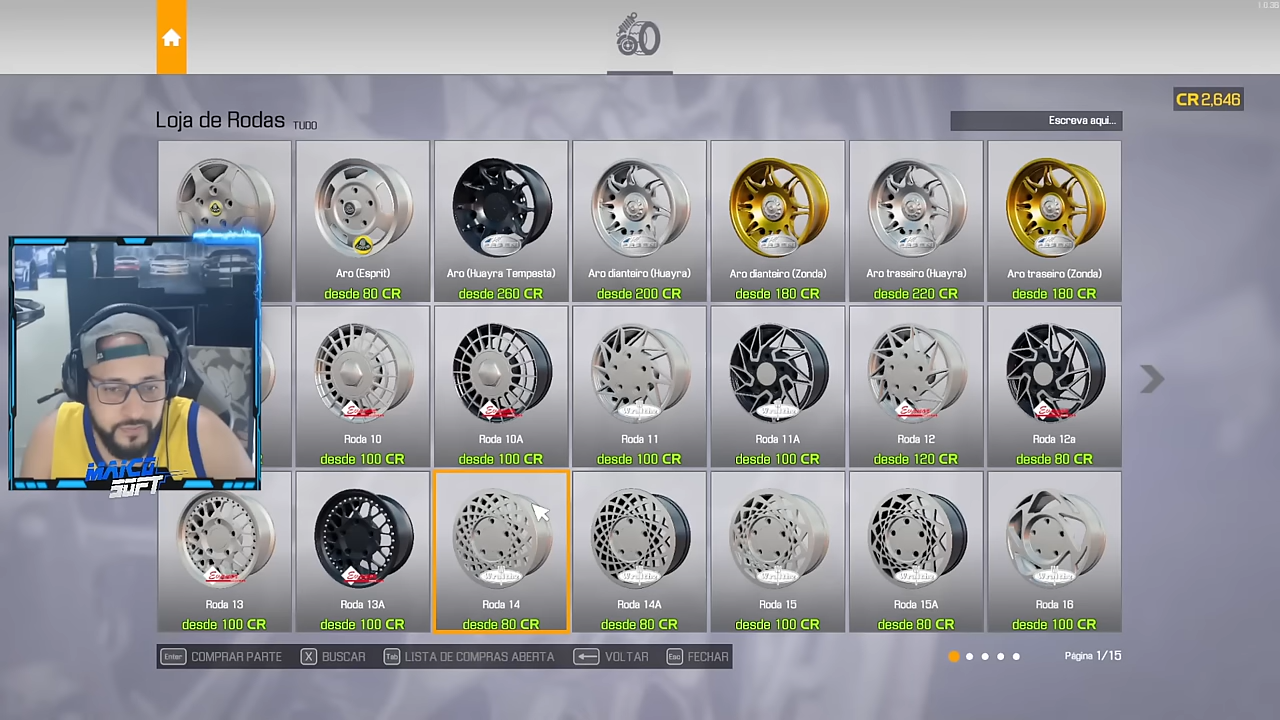 1.0.36
CR 2,646
Loja de Rodas TUDO
Escreva aqui...
Aro (Esprit)
desde 80 CR
Aro (Huayra Tempesta)
desde 260 CR
Aro dianteiro (Huayra)
desde 200 CR
Aro dianteiro (Zonda)
desde 180 CR
Aro traseiro (Huayra)
desde 220 CR
Aro traseiro (Zonda)
desde 180 CR
Roda 10
desde 100 CR
Roda 10A
desde 100 CR
Roda 11
desde 100 CR
Roda 11A
desde 100 CR
Roda 12
desde 120 CR
Roda 12a
desde 80 CR
MAICO
SOFT
Roda 13
desde 100 CR
Roda 13A
desde 100 CR
Roda 14
desde 80 CR
Roda 14A
desde 80 CR
Roda 15
desde 100 CR
Roda 15A
desde 80 CR
Roda 16
desde 100 CR
Enter COMPRAR PARTE X BUSCAR Tab LISTA DE COMPRAS ABERTA VOLTAR Esc FECHAR
Página 1/15